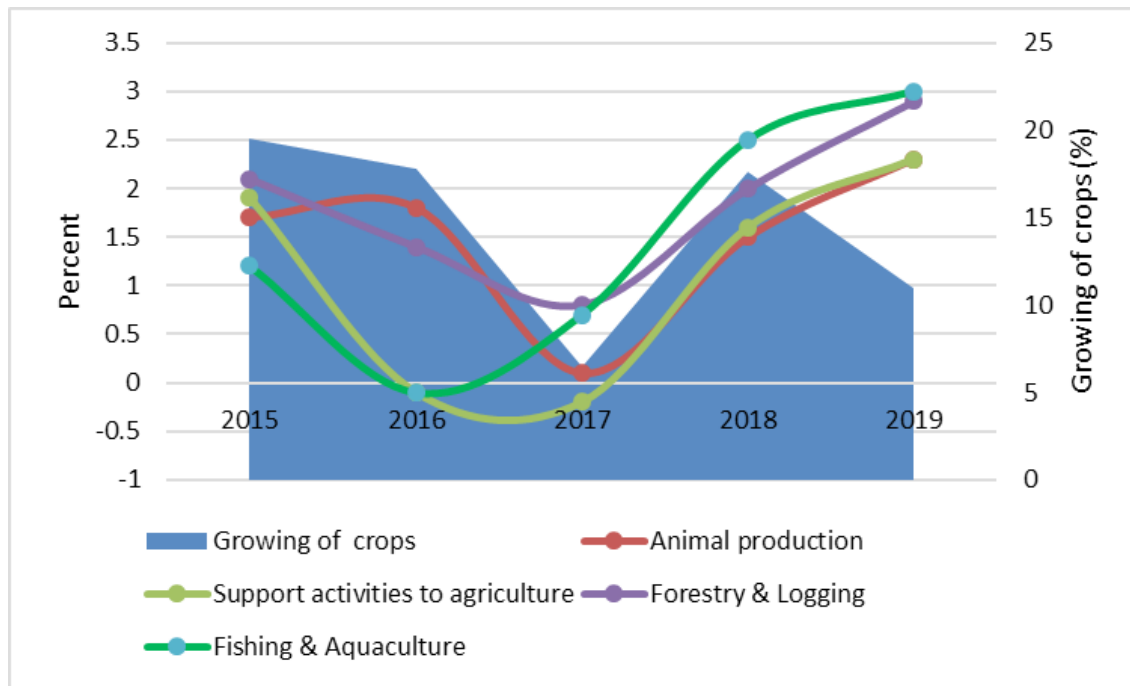 3.5
3
2.5
2
1.5
1
0.5
0
-0.5
-1
Percent
2015 2016 2017 2018 2019
25
20
15
10
5
0
Growing of crops (%)
Growing of crops Animal production
Support activities to agriculture Forestry & Logging
Fishing & Aquaculture